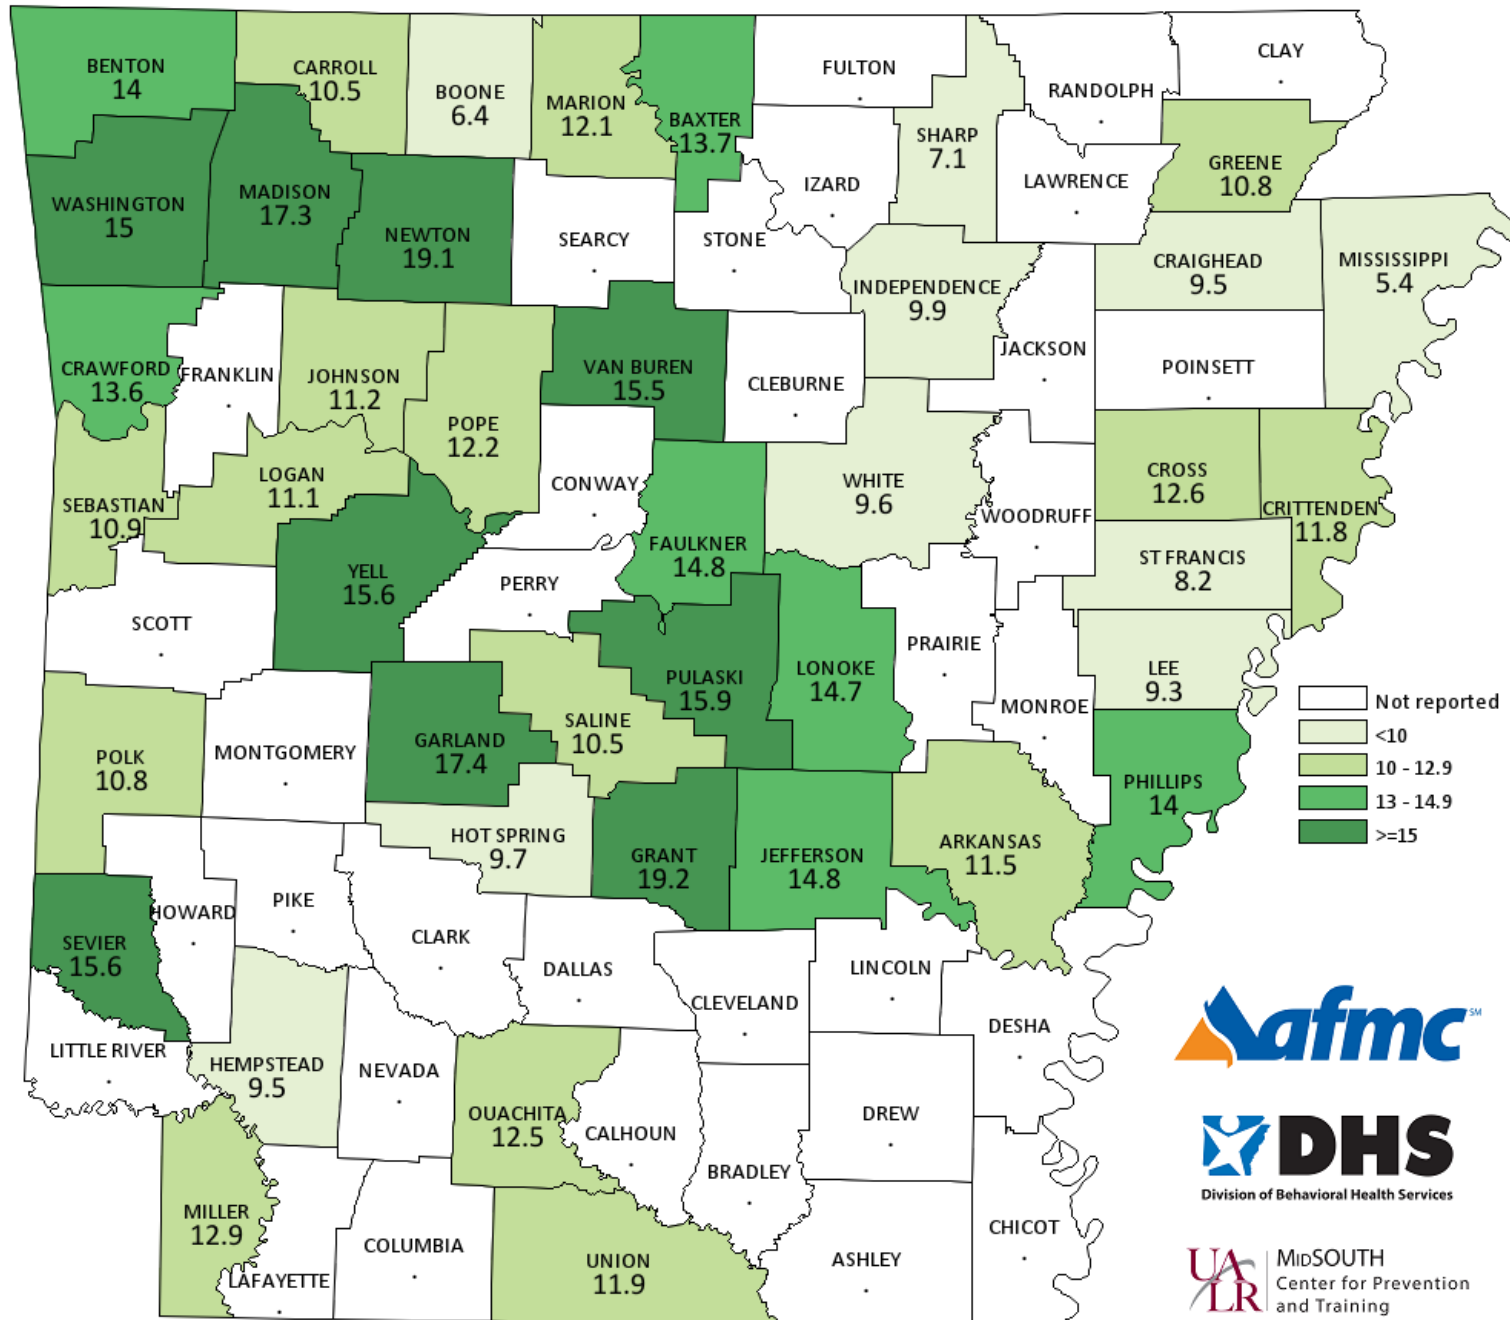 BENTON
14
CARROLL
10.5
BOONE
6.4
MARION
12.1
BAXTER
13.7
FULTON
RANDOLPH
CLAY
SHARP
7.1
GREENE
10.8
IZARD
LAWRENCE
WASHINGTON
15
MADISON
17.3
NEWTON
19.1
SEARCY
STONE
INDEPENDENCE
9.9
CRAIGHEAD
9.5
MISSISSIPPI
5.4
CRAWFORD
13.6
FRANKLIN
JOHNSON
11.2
POPE
12.2
VAN BUREN
15.5
CLEBURNE
JACKSON
POINSETT
SEBASTIAN
10.9
LOGAN
11.1
CONWAY
WHITE
9.6
WOODRUFF
CROSS
12.6
CRITTENDEN
11.8
YELL
15.6
FAULKNER
14.8
ST FRANCIS
8.2
SCOTT
PERRY
PULASKI
15.9
LONOKE
14.7
PRAIRIE
LEE
9.3
MONROE
POLK
10.8
MONTGOMERY
GARLAND
17.4
SALINE
10.5
PHILLIPS
14
HOT SPRING
9.7
GRANT
19.2
JEFFERSON
14.8
ARKANSAS
11.5
SEVIER
15.6
HOWARD
PIKE
CLARK
DALLAS
CLEVELAND
LINCOLN
DESHA
LITTLE RIVER
HEMPSTEAD
9.5
NEVADA
OUACHITA
12.5
CALHOUN
BRADLEY
DREW
MILLER
12.9
LAFAYETTE
COLUMBIA
UNION
11.9
ASHLEY
CHICOT
Not reported
<10
10 - 12.9
13 - 14.9
>=15
afmc SM
DHS
Division of Behavioral Health Services
UALR
MIDSOUTH
Center for Prevention
and Training